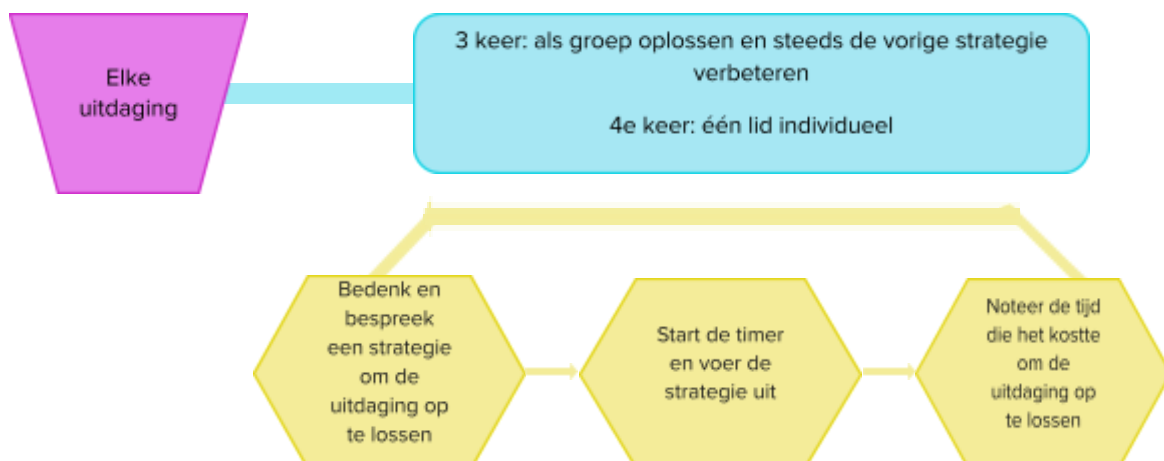 Elke
uitdaging
3 keer: als groep oplossen en steeds de vorige strategie
verbeteren
4e keer: één lid individueel
Bedenk en
bespreek
een strategie
om de
uitdaging op
te lossen
Start de timer
en voer de
strategie uit
Noteer de tijd
die het kostte
om de
uitdaging op
te lossen